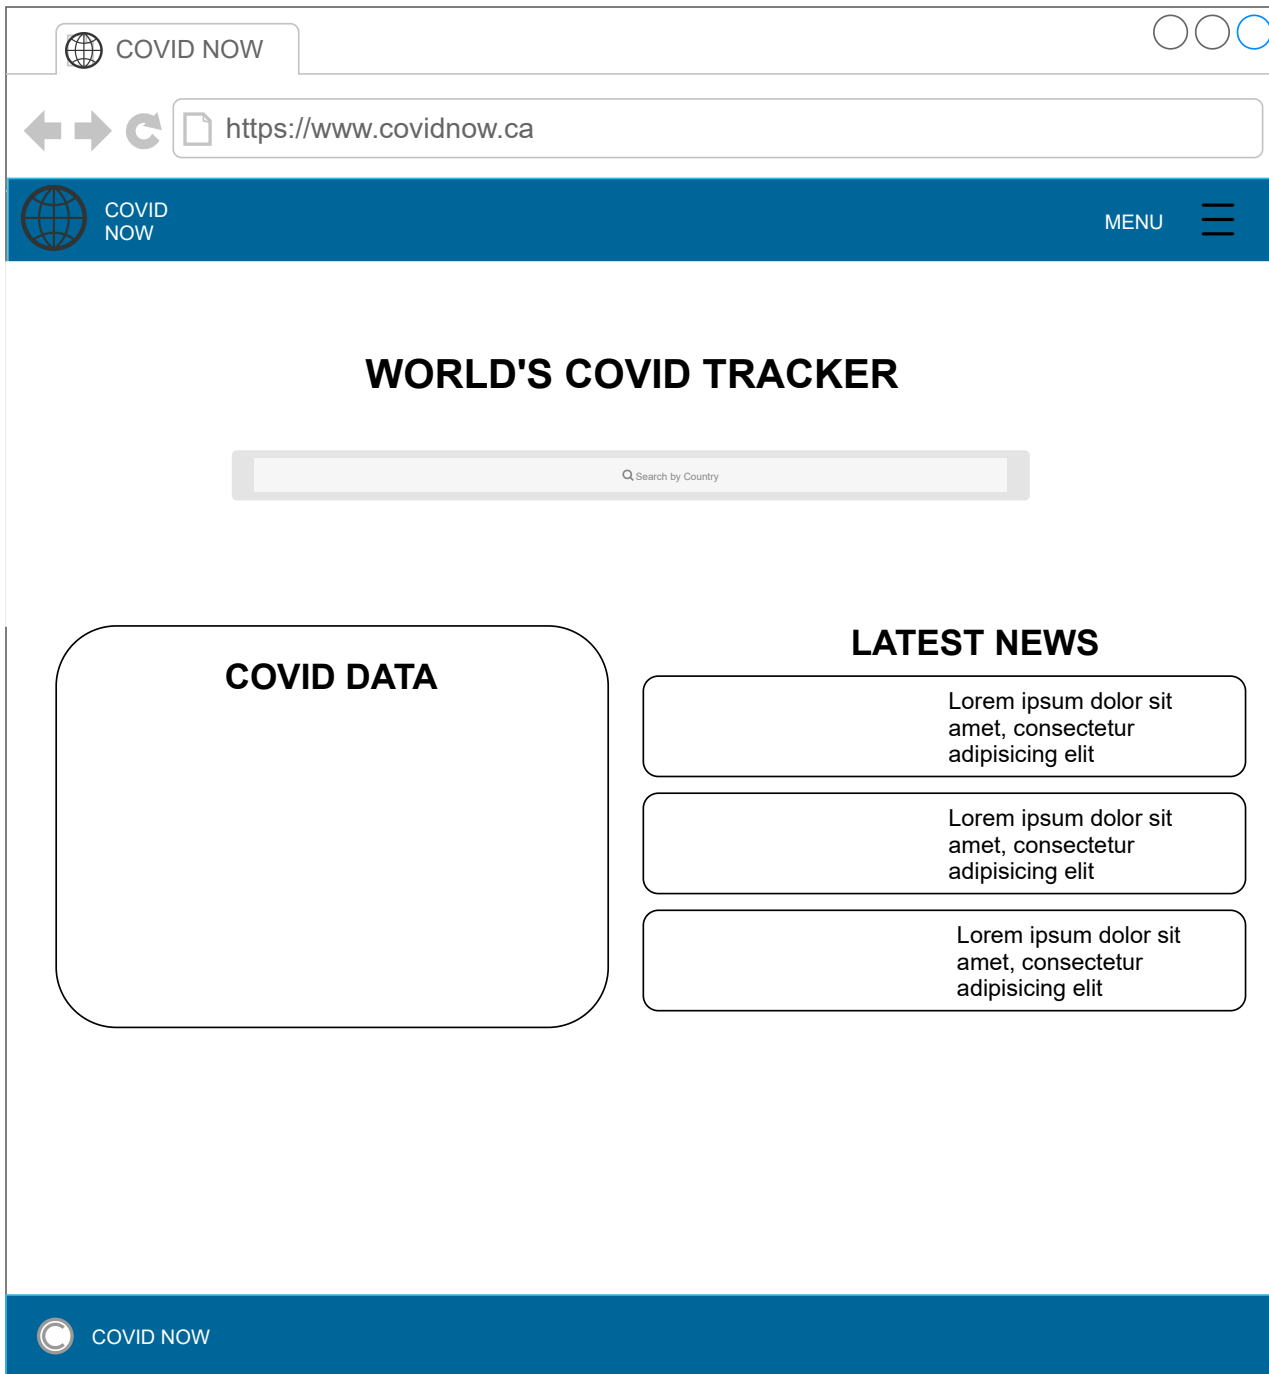 COVID NOW
https://www.covidnow.ca
COVID
NOW
MENU
WORLD'S COVID TRACKER
Search by Country
COVID DATA
LATEST NEWS
Lorem ipsum dolor sit
amet, consectetur
adipisicing elit
Lorem ipsum dolor sit
amet, consectetur
adipisicing elit
Lorem ipsum dolor sit
amet, consectetur
adipisicing elit
© COVID NOW